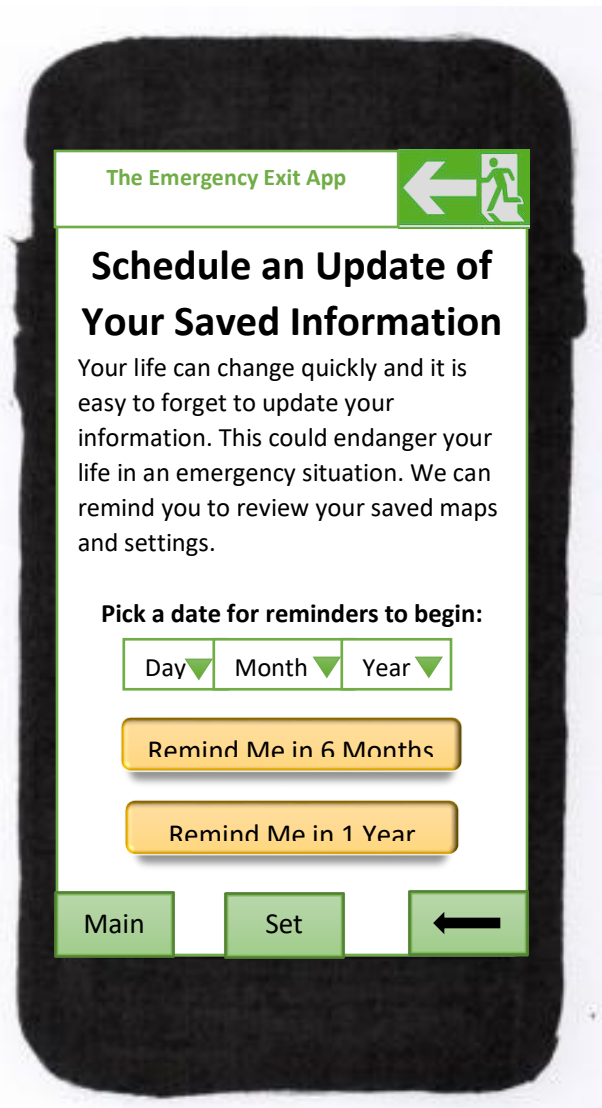 The Emergency Exit App
Schedule an Update of
Your Saved Information
Your life can change quickly and it is
easy to forget to update your
information. This could endanger your
life in an emergency situation. We can
remind you to review your saved maps
and settings.
Pick a date for reminders to begin:
Day Month Year
Remind Me in 6 Months
Remind Me in 1 Year
Main Set